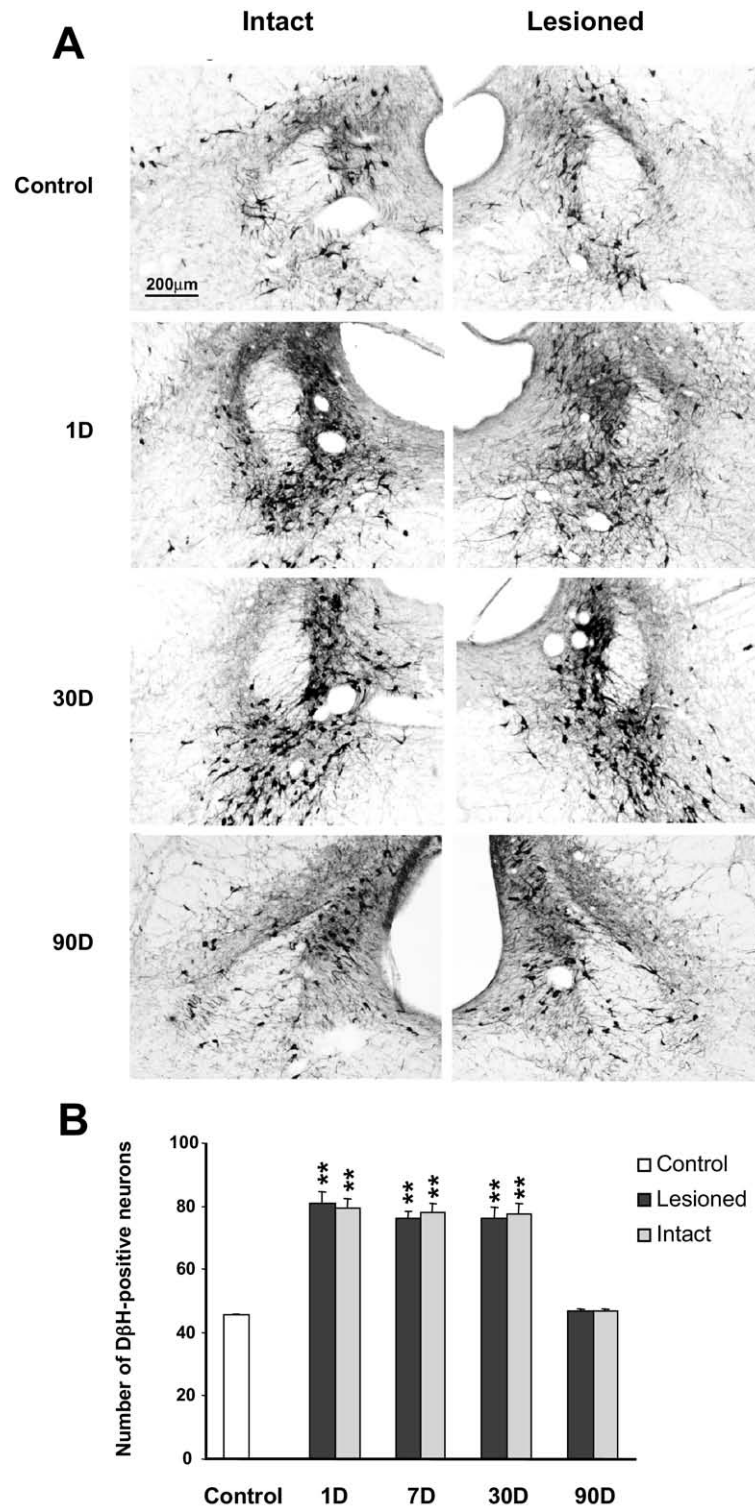 A
Intact Lesioned
Control
200μm
1D
30D
90D
B
Number of DβH-positive neurons
100
80
60
40
20
0
** ** ** ** ** **
Control
Lesioned
Intact
Control 1D 7D 30D 90D